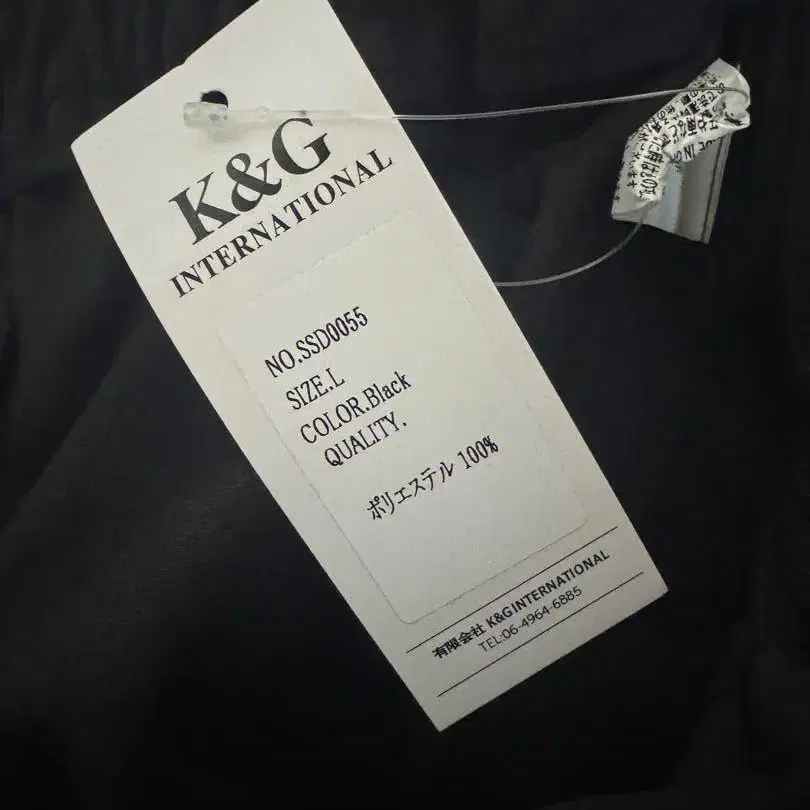 K&G
INTERNATIONAL
NO.SSD0055
SIZE.L
COLOR.Black
QUALITY.
ポリエステル 100%
有限会社 K&G INTERNATIONAL
TEL:06-4964-6885